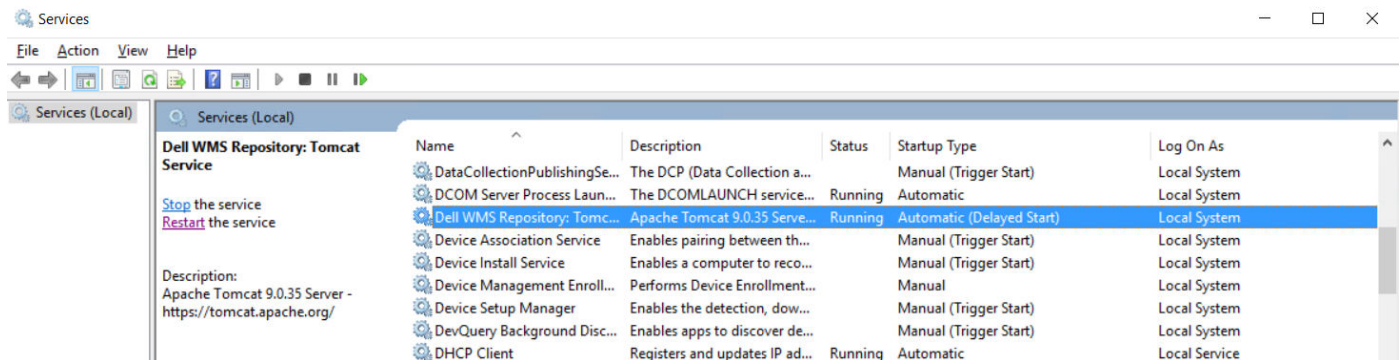 Services
File Action View Help
Services (Local)
Services (Local)
Dell WMS Repository: Tomcat
Service
Stop the service
Restart the service
Description:
Apache Tomcat 9.0.35 Server -
https://tomcat.apache.org/
Name Description Status Startup Type Log On As
DataCollectionPublishingSe... The DCP (Data Collection a... Manual (Trigger Start) Local System
DCOM Server Process Laun... The DCOMLAUNCH service... Running Automatic Local System
Dell WMS Repository: Tomc... Apache Tomcat 9.0.35 Serve... Running Automatic (Delayed Start) Local System
Device Association Service Enables pairing between th... Manual (Trigger Start) Local System
Device Install Service Enables a computer to reco... Manual (Trigger Start) Local System
Device Management Enroll... Performs Device Enrollment... Manual Local System
Device Setup Manager Enables the detection, dow... Manual (Trigger Start) Local System
DevQuery Background Disc... Enables apps to discover de... Manual (Trigger Start) Local System
DHCP Client Registers and updates IP ad... Running Automatic Local Service